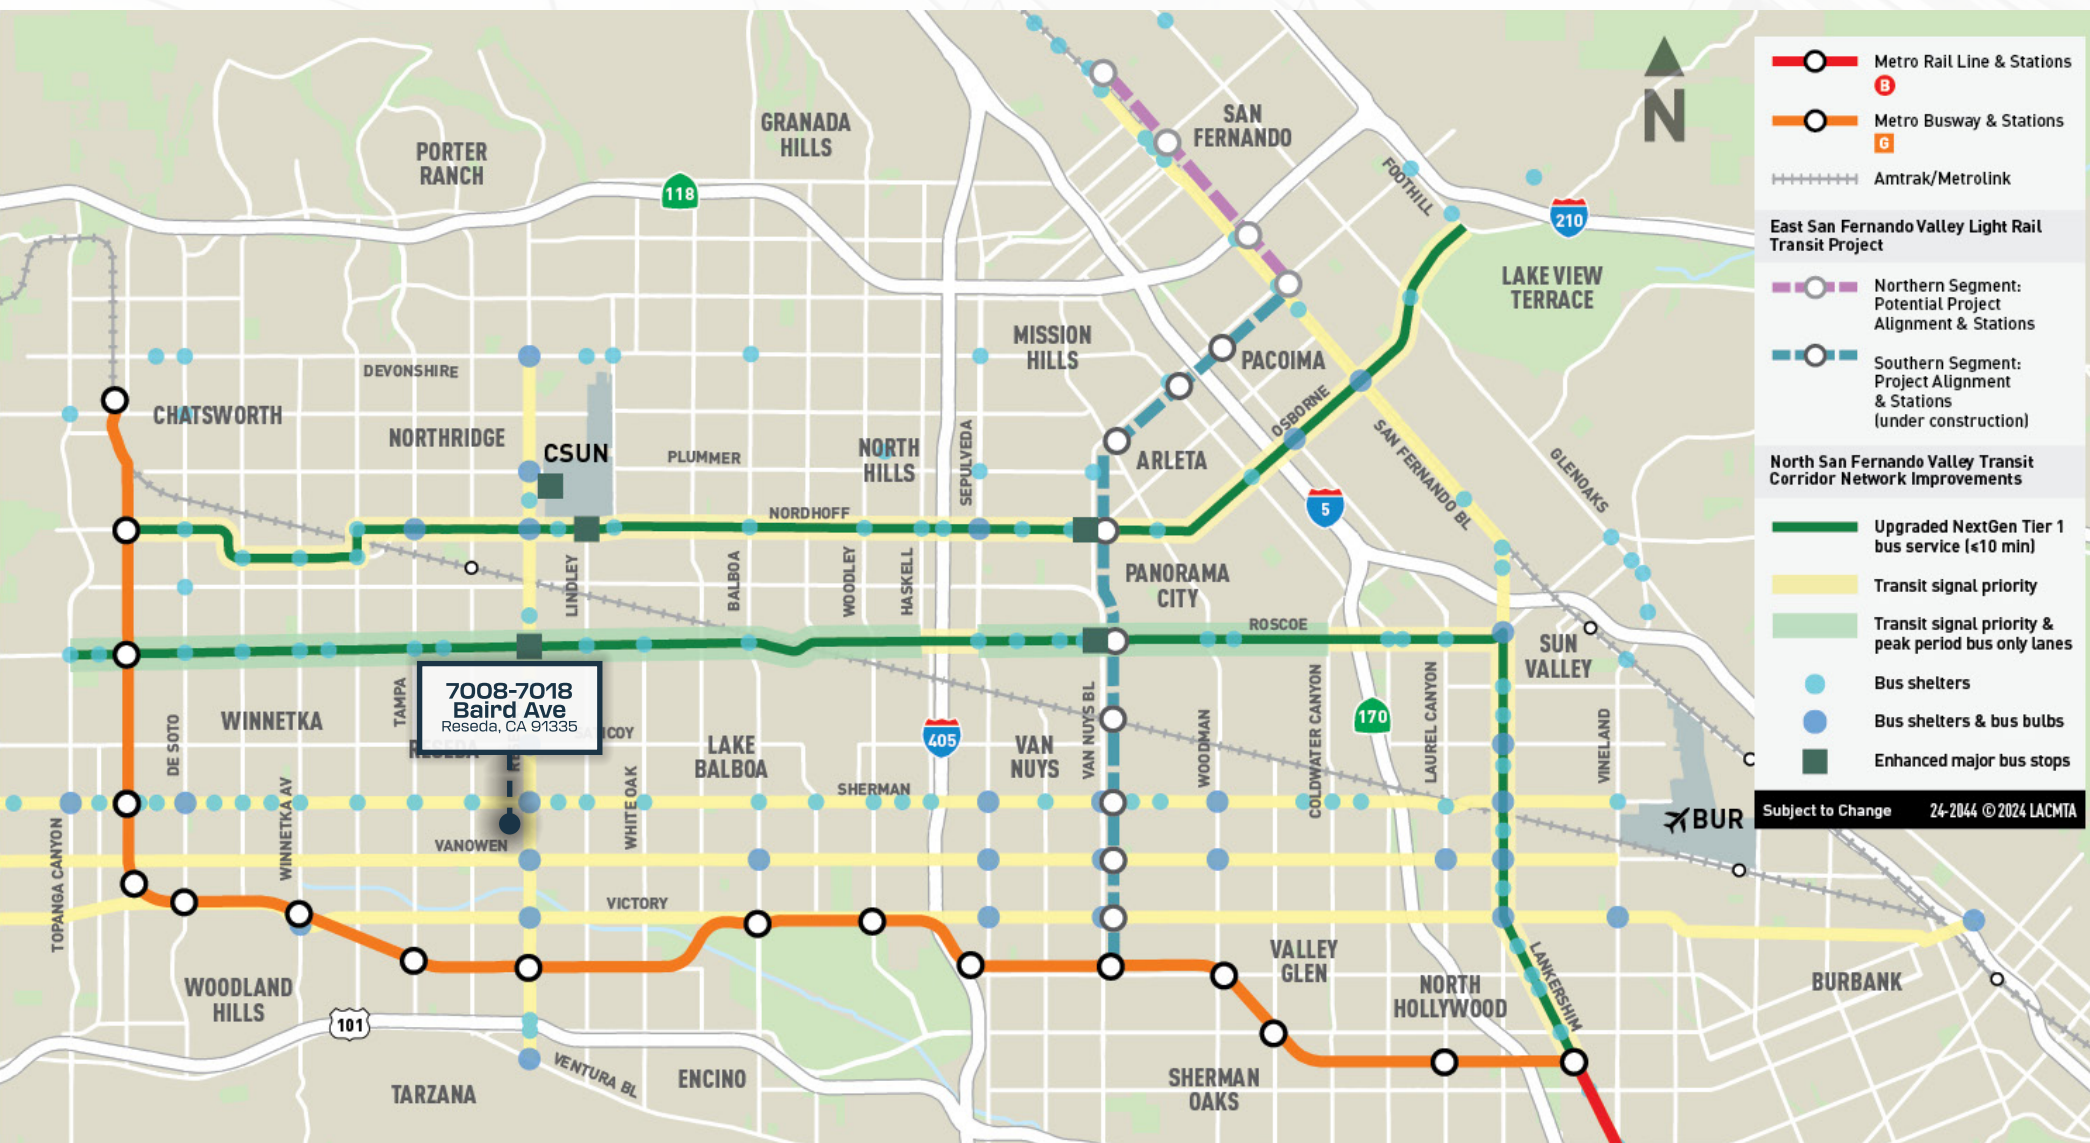 SAN
FERNANDO
GRANADA
HILLS
PORTER
RANCH
118
FOOTHILL
210
LAKE VIEW
TERRACE
MISSION
HILLS
PACOIMA
DEVONSHIRE
CHATSWORTH
NORTHRIDGE
CSUN
PLUMMER
NORTH
HILLS
SEPULVEDA
ARLETA
OSBORNE
SAN FERNANDO BL
GLENOAKS
NORDHOFF
5
LINDLEY
BALBOA
WOODLEY
HASKELL
PANORAMA
CITY
ROSCOE
SUN
VALLEY
7008-7018
Baird Ave
Reseda, CA 91335
TAMPA
WINNETKA
DE SOTO
RESEDA
LAKE
BALBOA
405
VAN
NUYS
VAN NUYS BL
WOODMAN
COLDWATER CANYON
170
LAUREL CANYON
VINELAND
SHERMAN
WHITE OAK
WINNETKA AV
TOPANGA CANYON
VANOWEN
BUR
VICTORY
WOODLAND
HILLS
VALLEY
GLEN
NORTH
HOLLYWOOD
LANKERSHIM
BURBANK
101
VENTURA BL
TARZANA
ENCINO
SHERMAN
OAKS
N
Metro Rail Line & Stations
B
Metro Busway & Stations
G
Amtrak/Metrolink
East San Fernando Valley Light Rail
Transit Project
Northern Segment:
Potential Project
Alignment & Stations
Southern Segment:
Project Alignment
& Stations
(under construction)
North San Fernando Valley Transit
Corridor Network Improvements
Upgraded NextGen Tier 1
bus service (≤10 min)
Transit signal priority
Transit signal priority &
peak period bus only lanes
Bus shelters
Bus shelters & bus bulbs
Enhanced major bus stops
Subject to Change 24-2044 © 2024 LACMTA